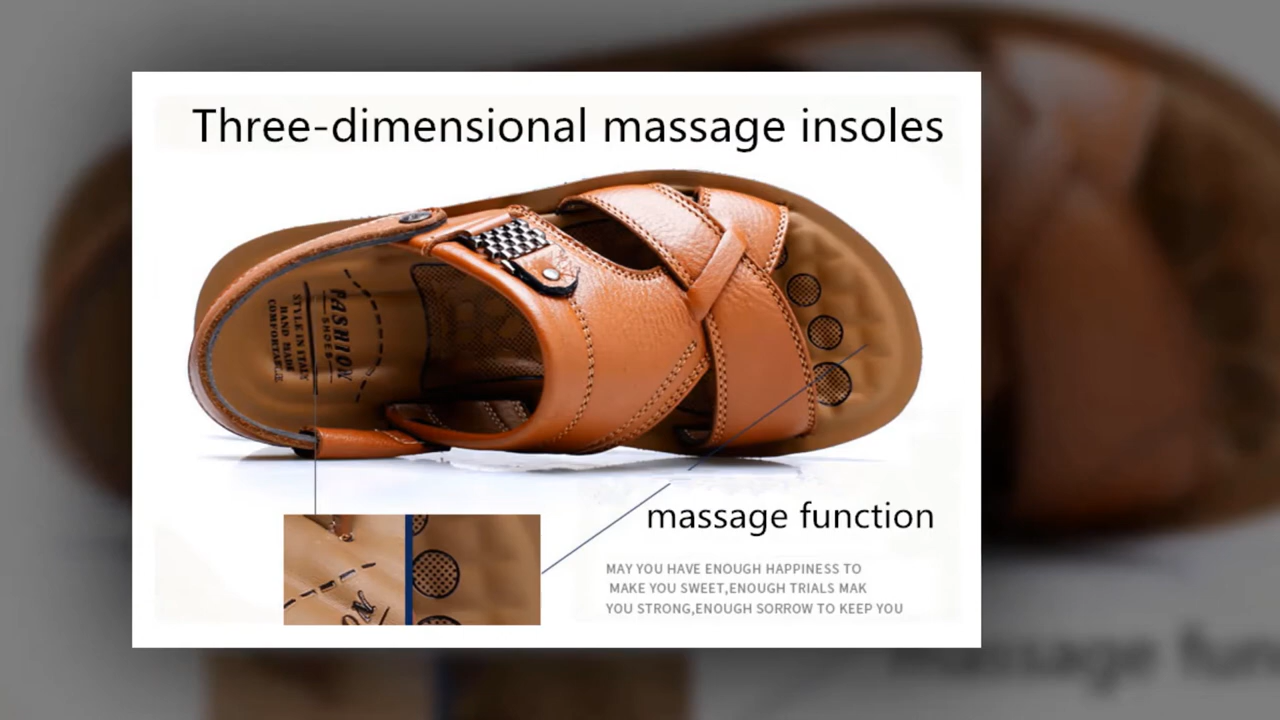 Three-dimensional massage insoles
FASHION
SHOES
STYLE IN ITALY
HAND MADE
COMFORTABLE
massage function
MAY YOU HAVE ENOUGH HAPPINESS TO
MAKE YOU SWEET,ENOUGH TRIALS MAK
YOU STRONG,ENOUGH SORROW TO KEEP YOU